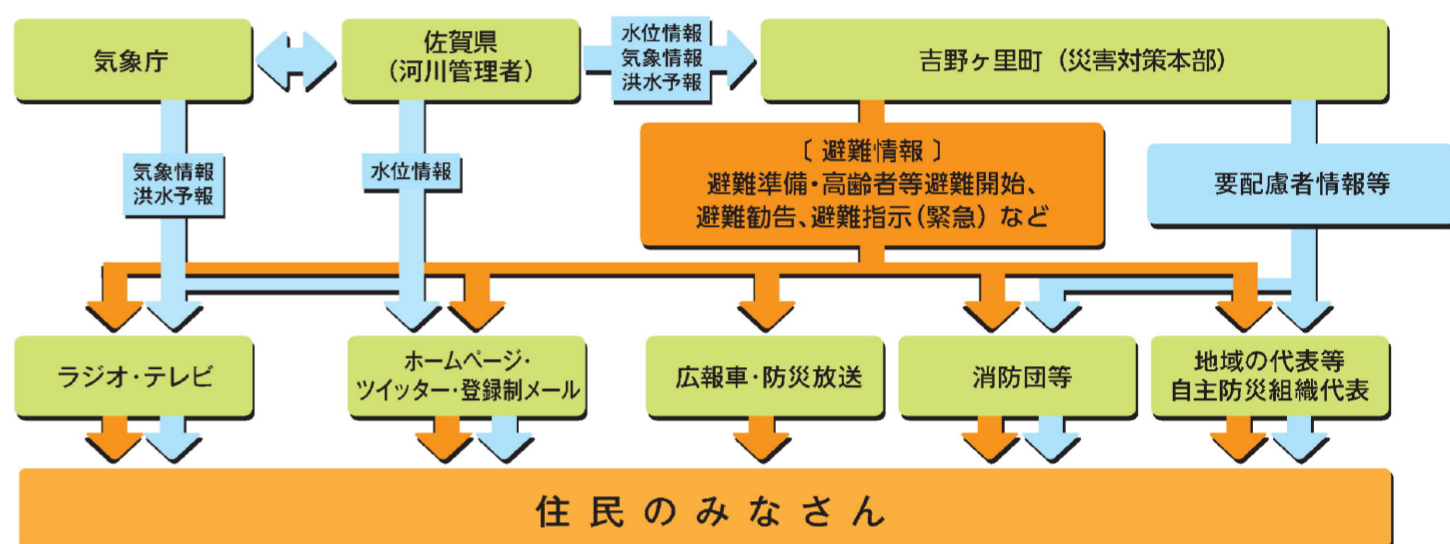 気象庁
佐賀県
(河川管理者)
水位情報
気象情報
洪水予報
吉野ヶ里町（災害対策本部）
気象情報
洪水予報
水位情報
〔 避難情報 〕
避難準備・高齢者等避難開始、
避難勧告、避難指示(緊急) など
要配慮者情報等
ラジオ・テレビ
ホームページ・
ツイッター・登録制メール
広報車・防災放送
消防団等
地域の代表等
自主防災組織代表
住民のみなさん